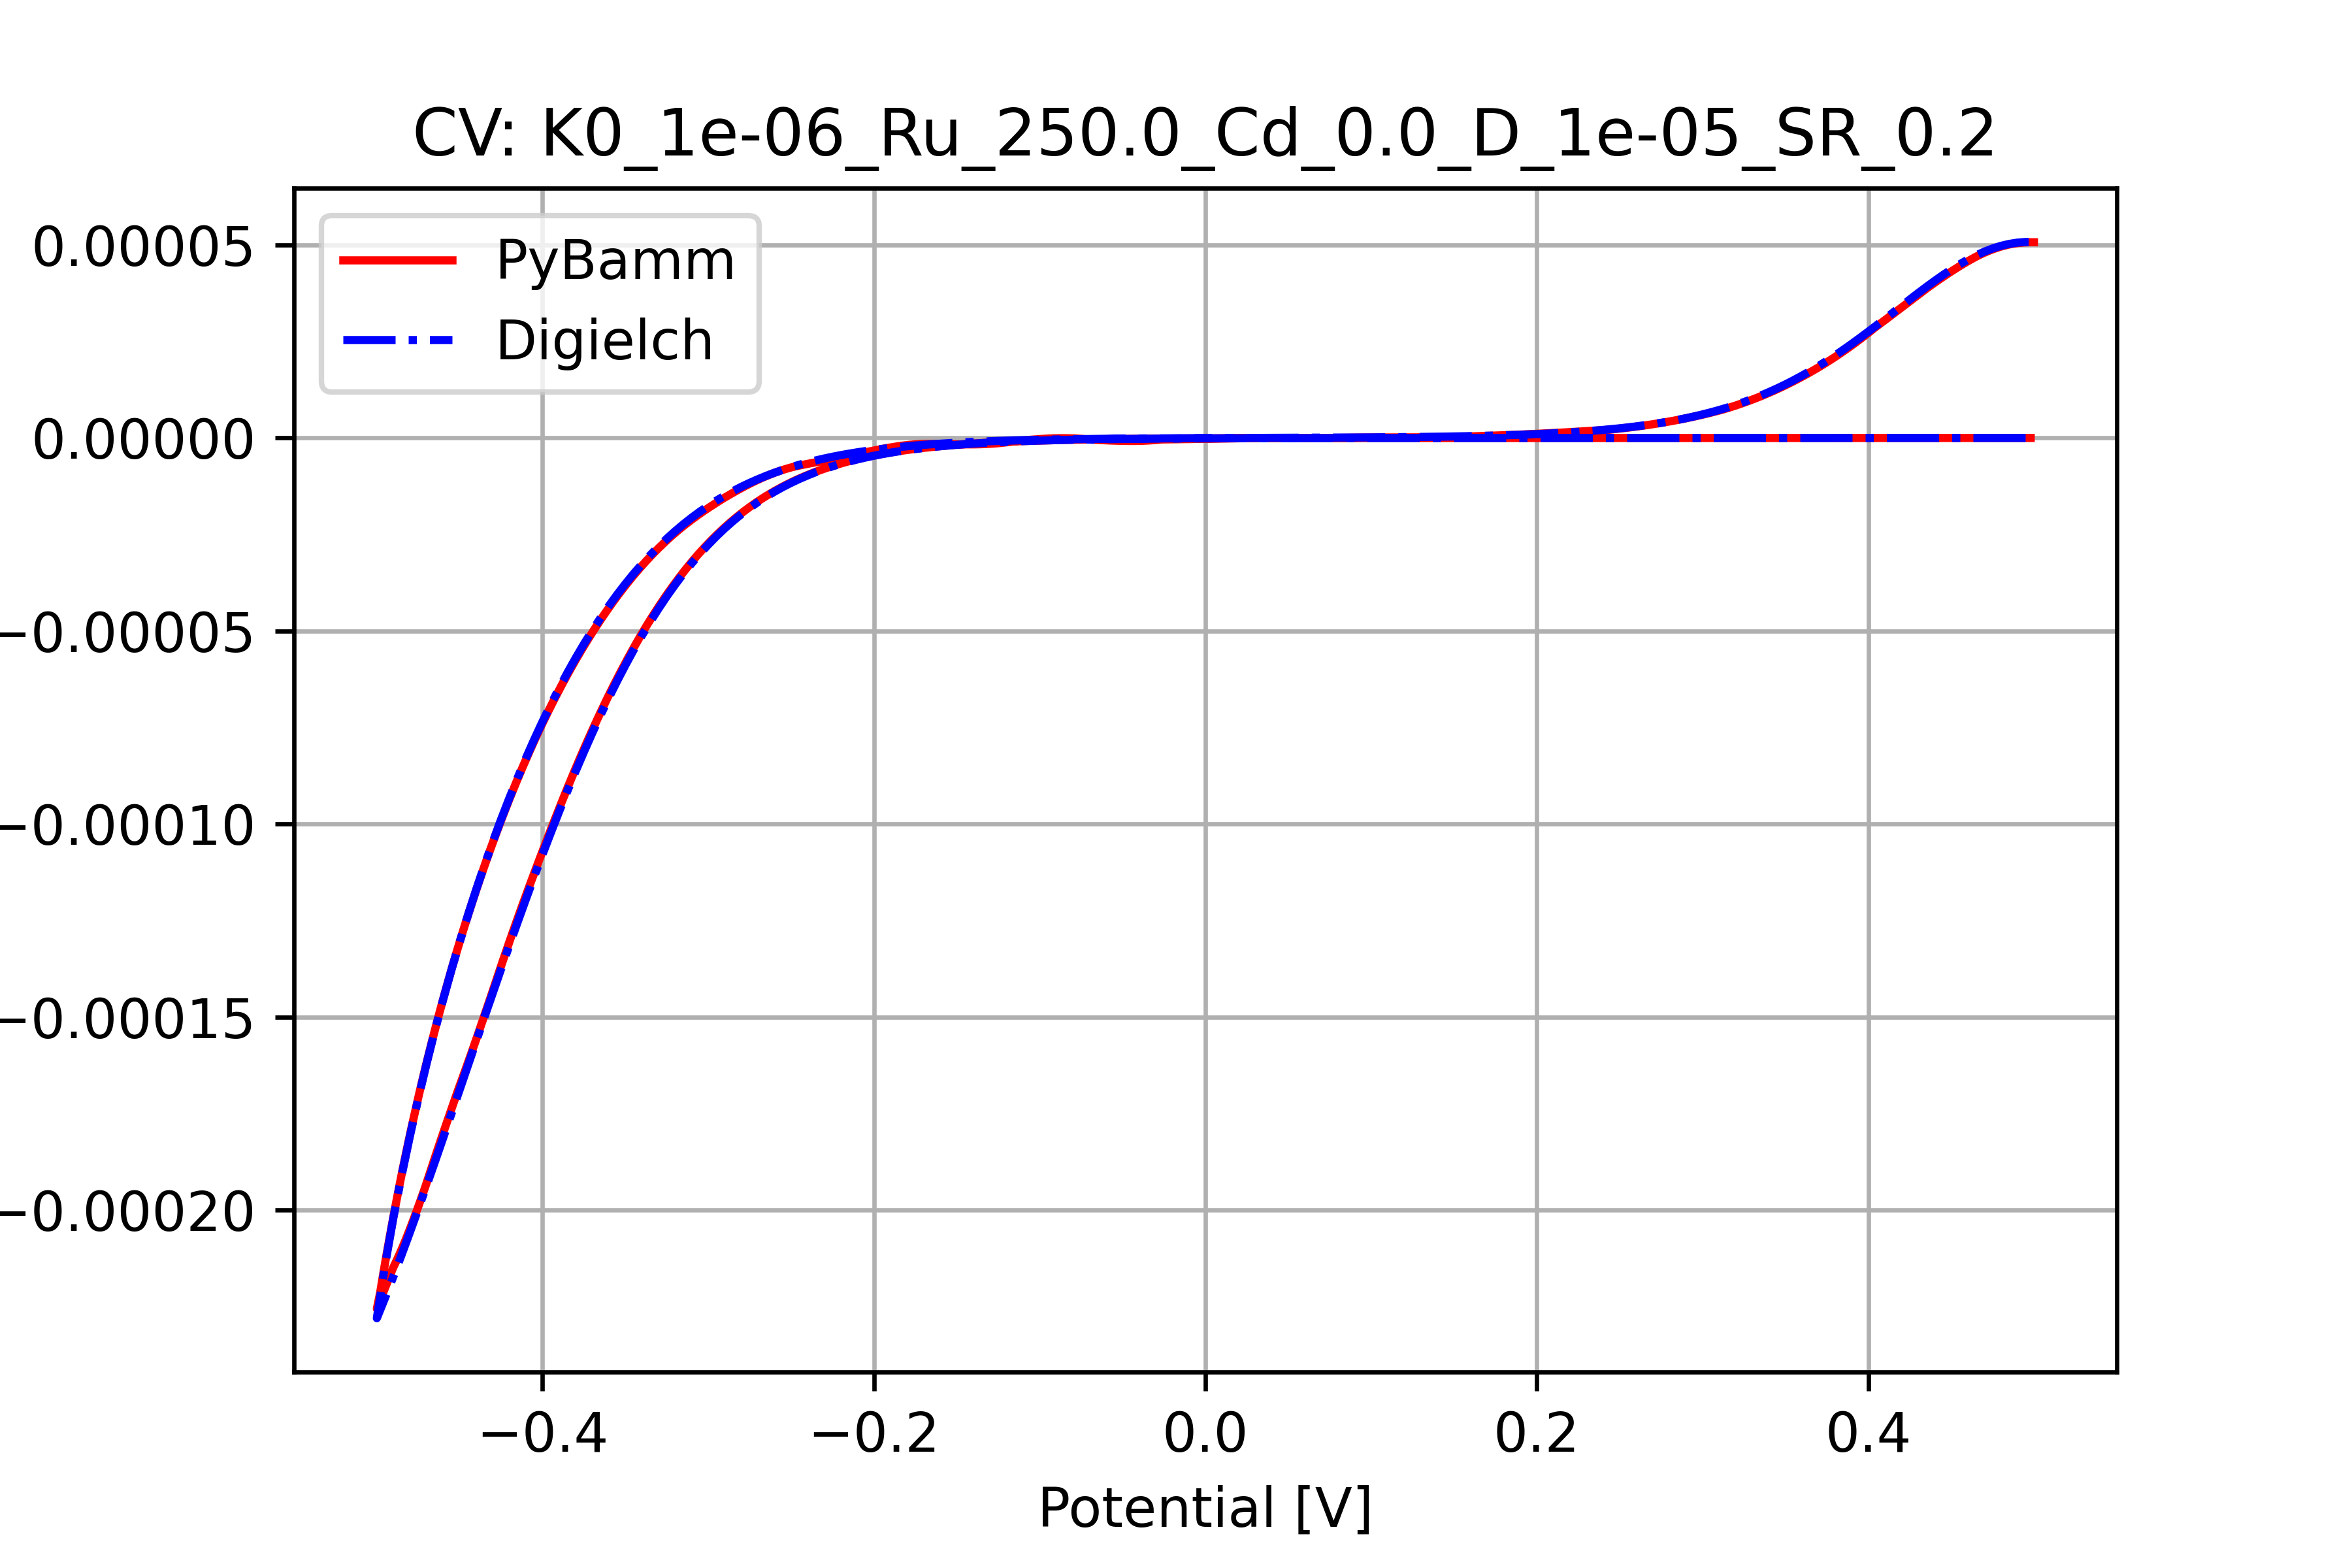 CV: K0_1e-06_Ru_250.0_Cd_0.0_D_1e-05_SR_0.2
PyBamm
Digielch
0.00005
0.00000
−0.00005
−0.00010
−0.00015
−0.00020
−0.4 −0.2 0.0 0.2 0.4
Potential [V]